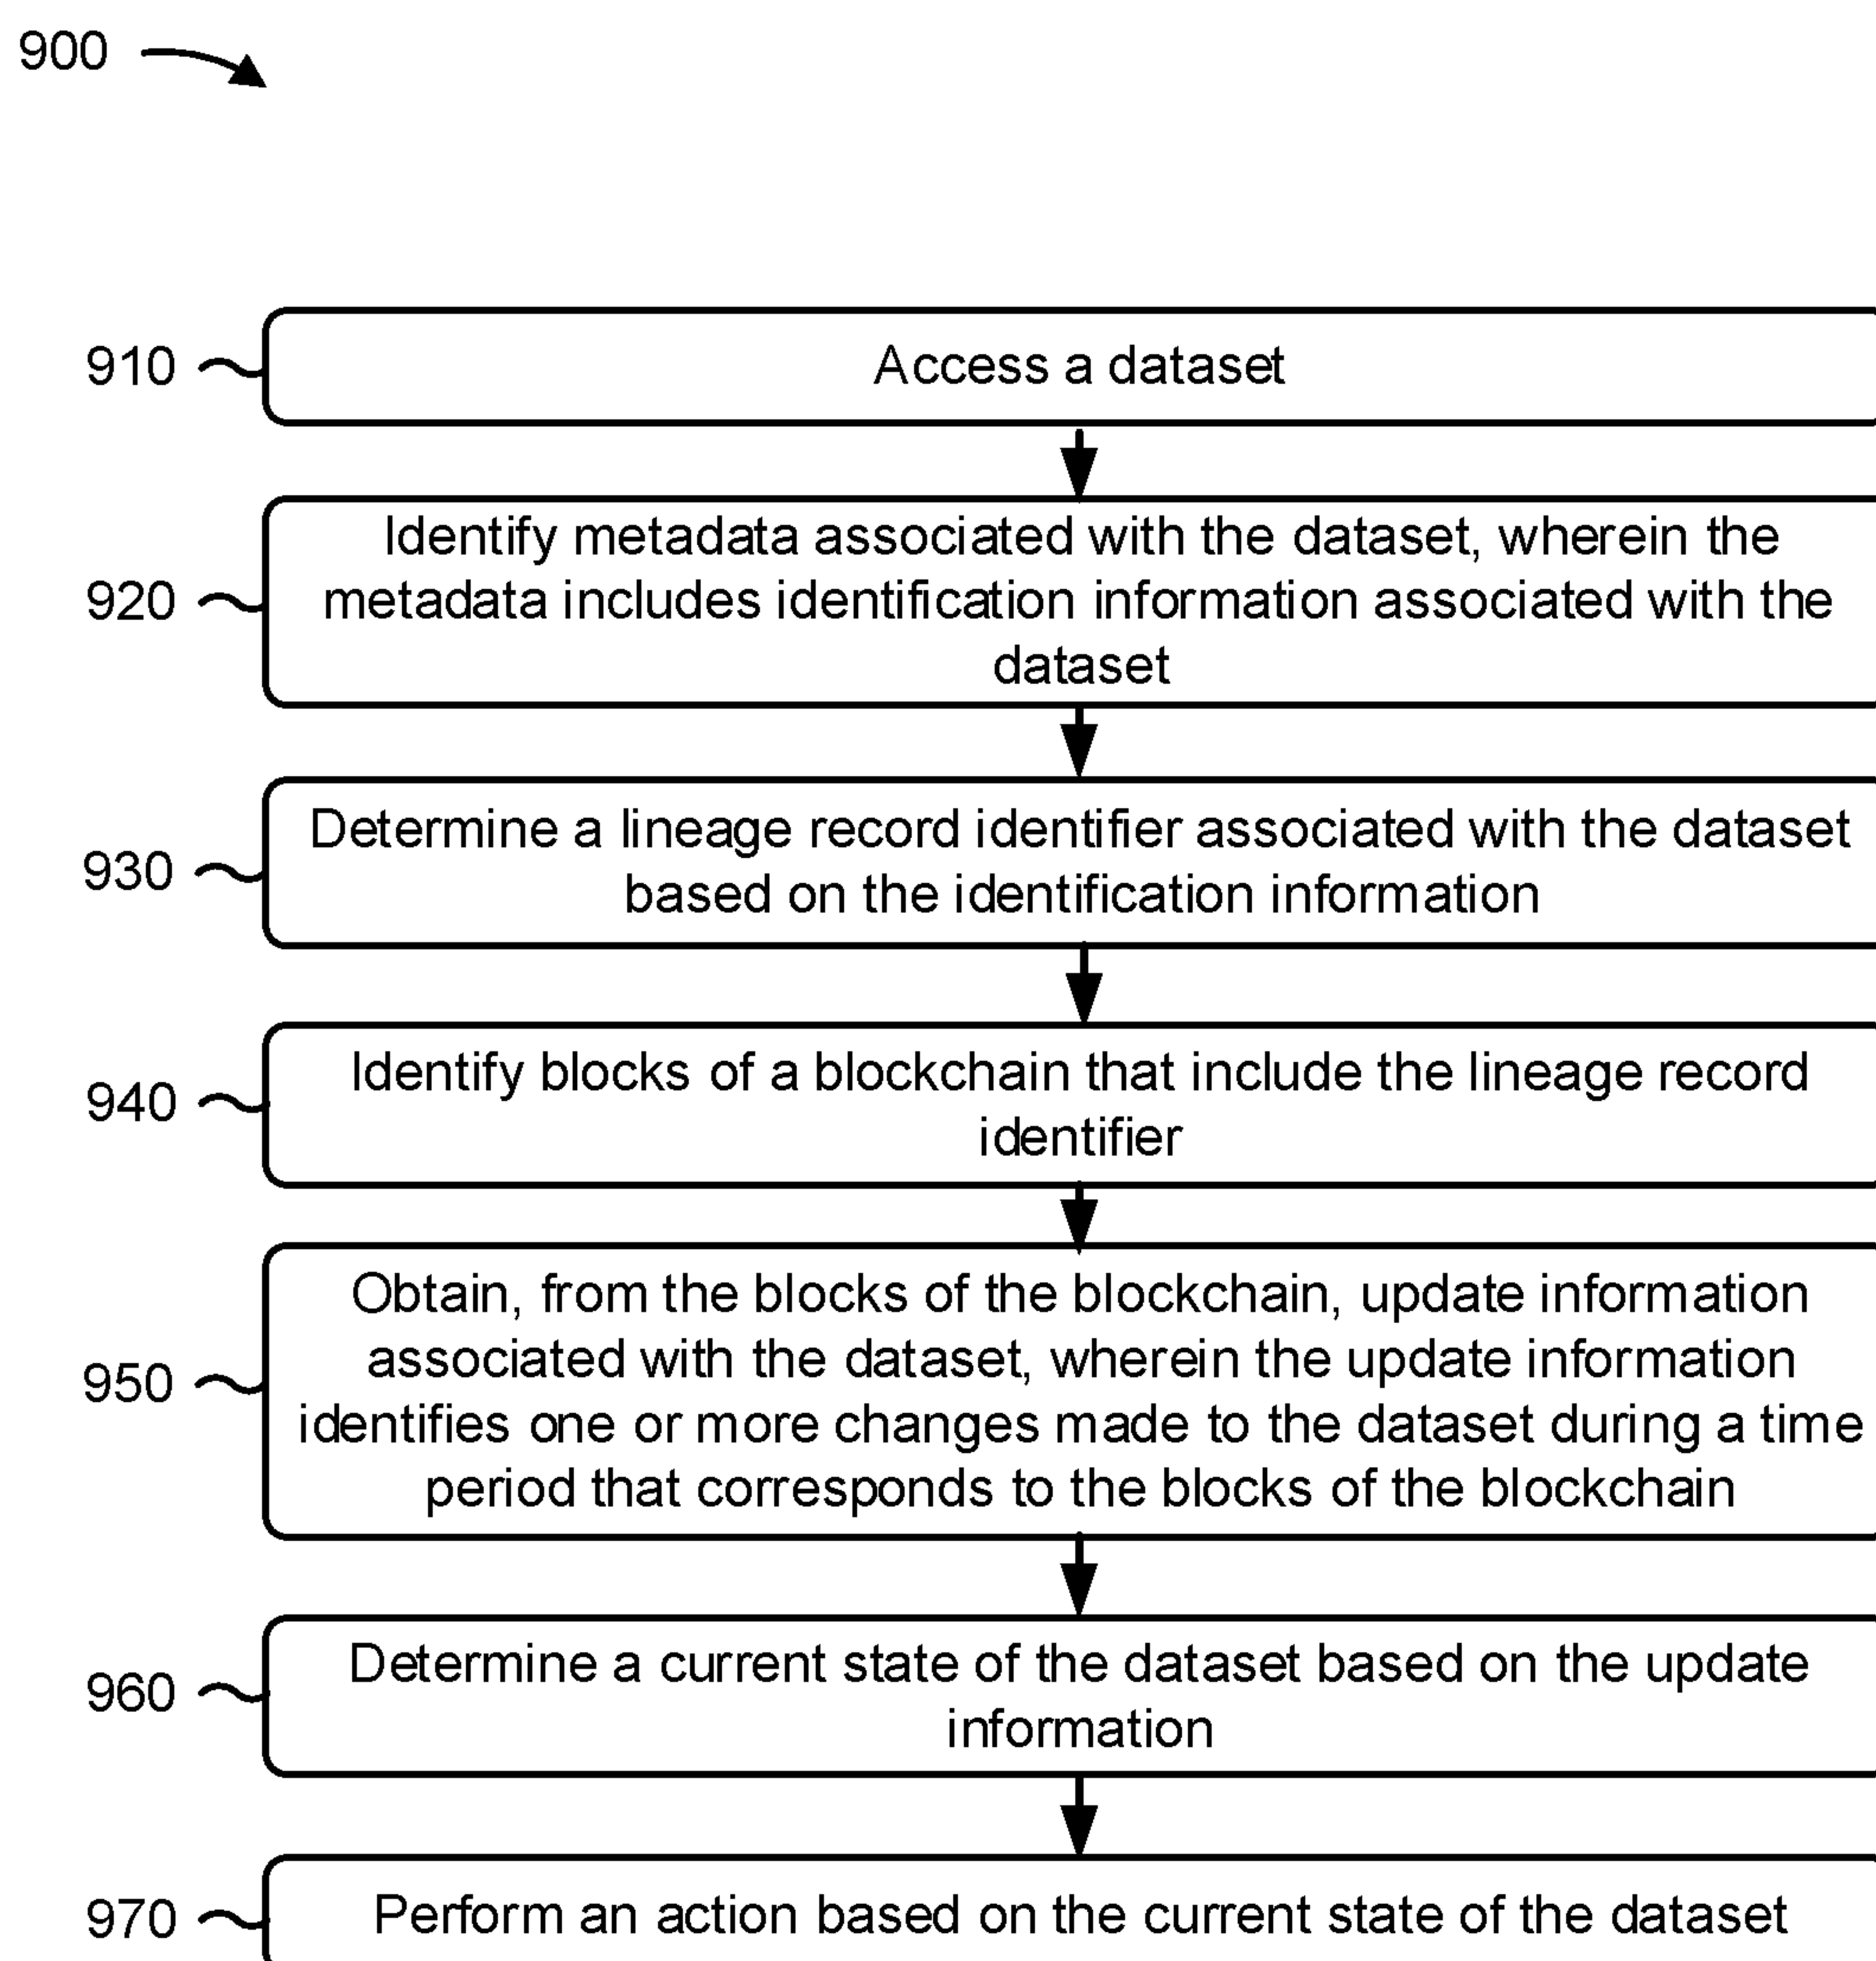 900
910
Access a dataset
920
Identify metadata associated with the dataset, wherein the
metadata includes identification information associated with the
dataset
930
Determine a lineage record identifier associated with the dataset
based on the identification information
940
Identify blocks of a blockchain that include the lineage record
identifier
950
Obtain, from the blocks of the blockchain, update information
associated with the dataset, wherein the update information
identifies one or more changes made to the dataset during a time
period that corresponds to the blocks of the blockchain
960
Determine a current state of the dataset based on the update
information
970
Perform an action based on the current state of the dataset